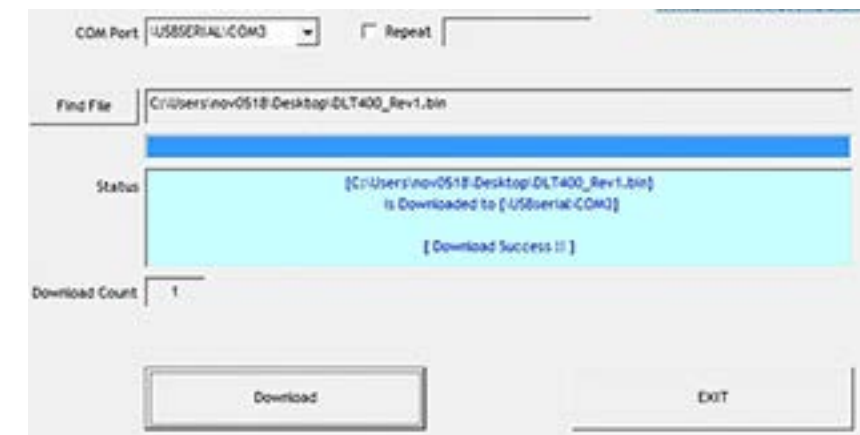 COM Port \USBSERIAL\COM3 Repeat
Find File C:\Users\nov0518\Desktop\DLT400_Rev1.bin
Status [C:\Users\nov0518\Desktop\DLT400_Rev1.bin]
is Downloaded to [\USBserial\COM3]
[ Download Success !! ]
Download Count 1
Download EXIT